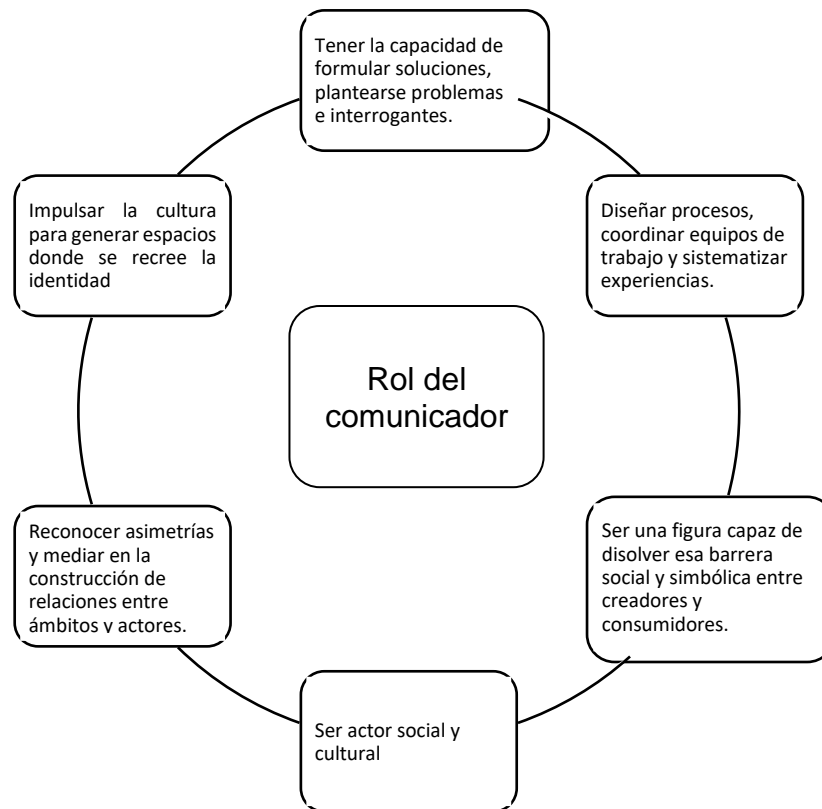 Tener la capacidad de
formular soluciones,
plantearse problemas
e interrogantes.
Diseñar procesos,
coordinar equipos de
trabajo y sistematizar
experiencias.
Ser una figura capaz de
disolver esa barrera
social y simbólica entre
creadores y
consumidores.
Ser actor social y
cultural
Reconocer asimetrías
y mediar en la
construcción de
relaciones entre
ámbitos y actores.
Impulsar la cultura
para generar espacios
donde se recree la
identidad
Rol del
comunicador